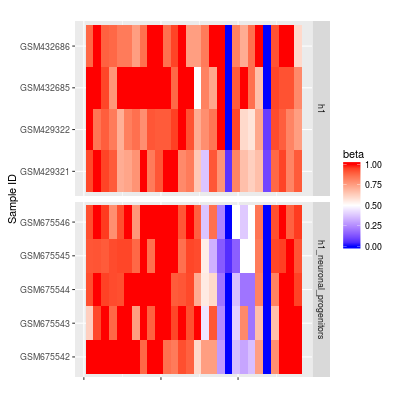 GSM432686
GSM432685
GSM429322
GSM429321
h1
GSM675546
GSM675545
GSM675544
GSM675543
GSM675542
h1_neuronal_progenitors
Sample ID
beta
1.00
0.75
0.50
0.25
0.00